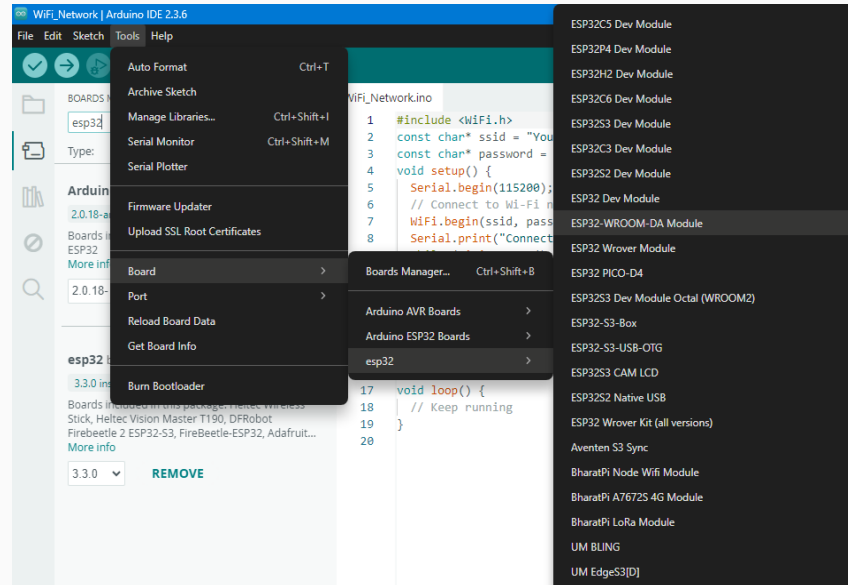 WiFi_Network | Arduino IDE 2.3.6
File Edit Sketch Tools Help
BOARDS
esp32
Type:
Arduin
2.0.18-a
Boards i
ESP32
More inf
2.0.18-
esp32
3.3.0 ins
Boards included in this package: Heltec Wireless
Stick, Heltec Vision Master T190, DFRobot
Firebeetle 2 ESP32-S3, FireBeetle-ESP32, Adafruit...
More info
3.3.0
REMOVE
Auto Format Ctrl+T
Archive Sketch
Manage Libraries... Ctrl+Shift+I
Serial Monitor Ctrl+Shift+M
Serial Plotter
Firmware Updater
Upload SSL Root Certificates
Board
Port
Reload Board Data
Get Board Info
Burn Bootloader
Boards Manager... Ctrl+Shift+B
Arduino AVR Boards
Arduino ESP32 Boards
esp32
WiFi_Network.ino
1 #include <WiFi.h>
2 const char* ssid = "You
3 const char* password =
4 void setup() {
5 Serial.begin(115200);
6 // Connect to Wi-Fi n
7 WiFi.begin(ssid, pass
8 Serial.print("Connect
17 void loop() {
18 // Keep running
19 }
20
ESP32C5 Dev Module
ESP32P4 Dev Module
ESP32H2 Dev Module
ESP32C6 Dev Module
ESP32S3 Dev Module
ESP32C3 Dev Module
ESP32S2 Dev Module
ESP32 Dev Module
ESP32-WROOM-DA Module
ESP32 Wrover Module
ESP32 PICO-D4
ESP32S3 Dev Module Octal (WROOM2)
ESP32-S3-Box
ESP32-S3-USB-OTG
ESP32S3 CAM LCD
ESP32S2 Native USB
ESP32 Wrover Kit (all versions)
Aventen S3 Sync
BharatPi Node Wifi Module
BharatPi A7672S 4G Module
BharatPi LoRa Module
UM BLING
UM EdgeS3[D]